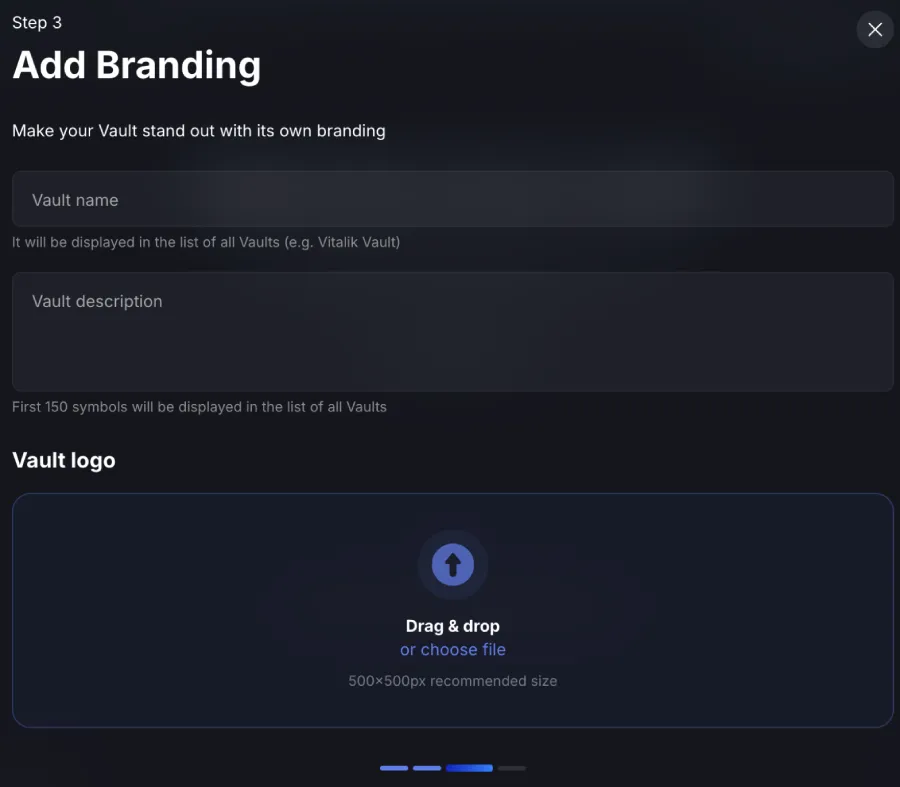 Step 3
Add Branding
Make your Vault stand out with its own branding
Vault name
It will be displayed in the list of all Vaults (e.g. Vitalik Vault)
Vault description
First 150 symbols will be displayed in the list of all Vaults
Vault logo
Drag & drop
or choose file
500×500px recommended size